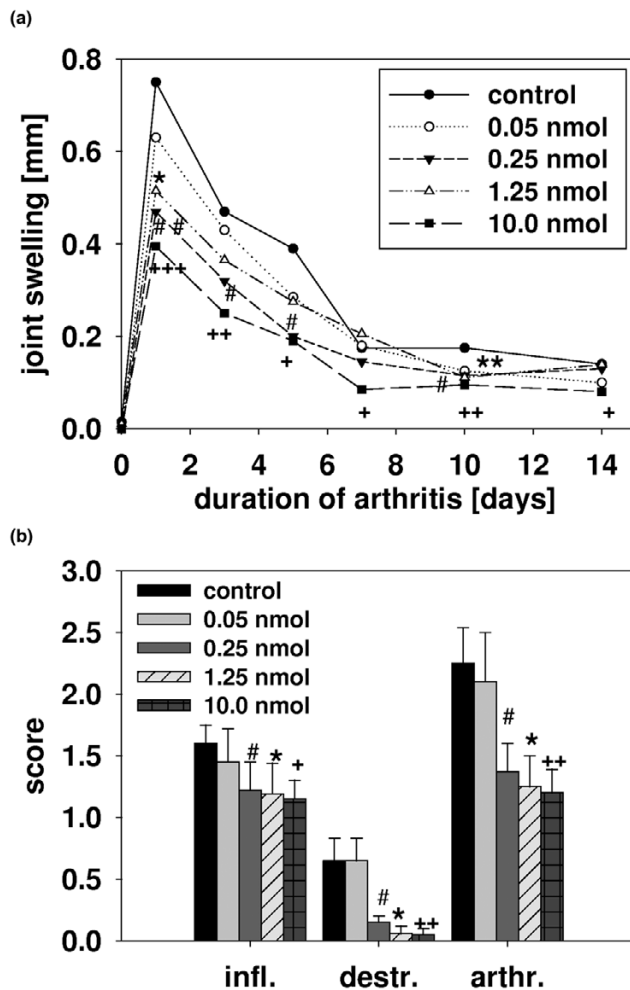 (a)
0.8
0.6
0.4
0.2
0.0
joint swelling [mm]
control
0.05 nmol
0.25 nmol
1.25 nmol
10.0 nmol
*
# #
+++
#
++
#
+
+
**
#
++
+
0 2 4 6 8 10 12 14
duration of arthritis [days]
(b)
3.0
2.5
2.0
1.5
1.0
0.5
0.0
score
control
0.05 nmol
0.25 nmol
1.25 nmol
10.0 nmol
# * +
# * ++
# * ++
infl. destr. arthr.